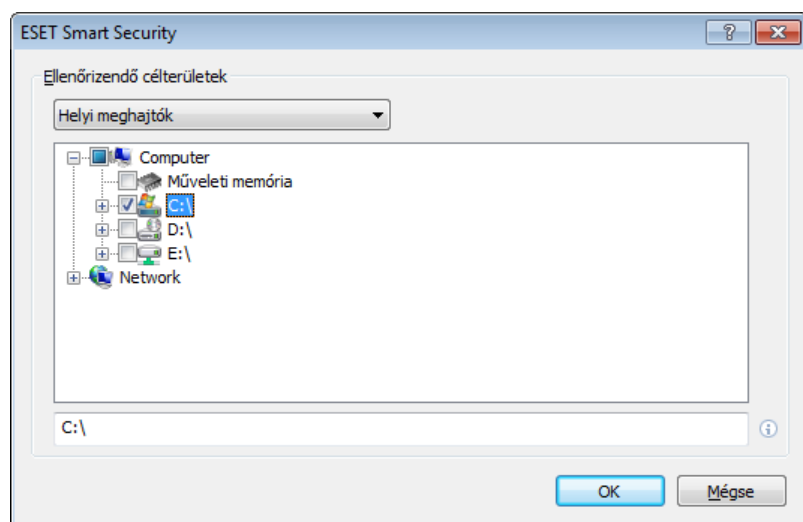 ESET Smart Security
Ellenőrizendő célterületek
Helyi meghajtók
Computer
Műveleti memória
C:\
D:\
E:\
Network
C:\
OK
Mégse